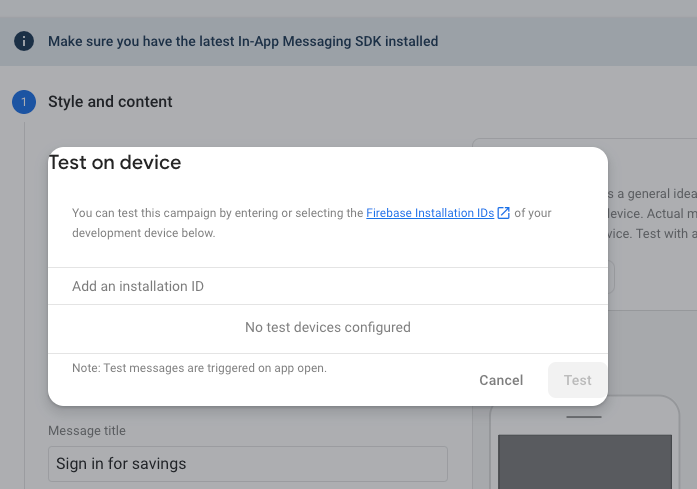 Make sure you have the latest In-App Messaging SDK installed
1
Style and content
Test on device
s a general idea
You can test this campaign by entering or selecting the Firebase Installation IDs of your
development device below.
device. Actual m
vice. Test with a
Add an installation ID
No test devices configured
Note: Test messages are triggered on app open.
Cancel
Test
Message title
Sign in for savings